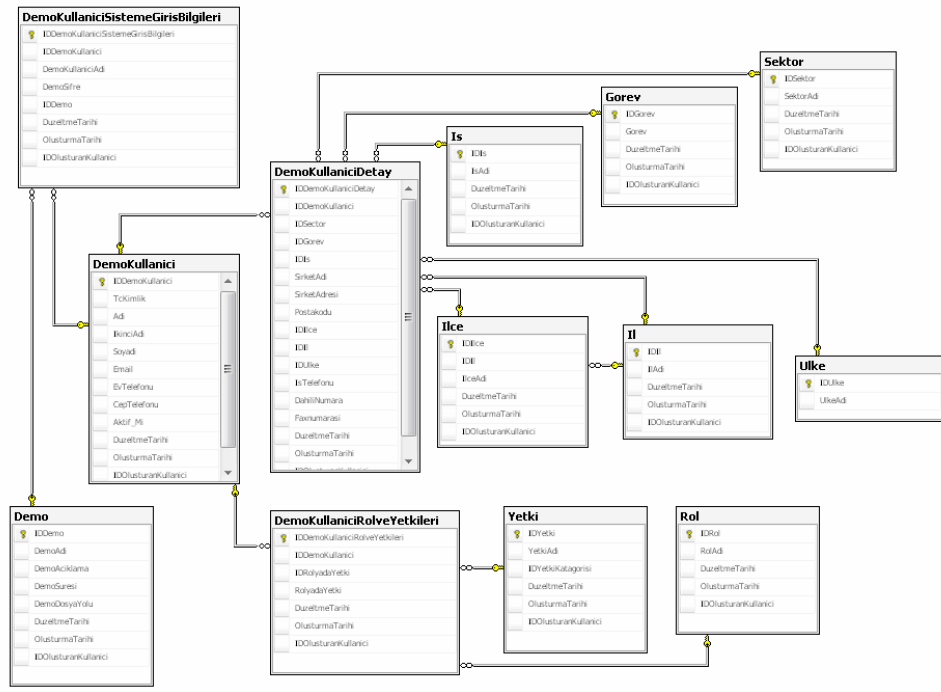 DemoKullaniciSistemeGirisBilgileri
IDDemoKullaniciSistemeGirisBilgileri
IDDemoKullanici
DemoKullaniciAdi
DemoSifre
IDDemo
DuzeltmeTarihi
OlusturmaTarihi
IDOlusturanKullanici
Sektor
IDSektor
SektorAdi
DuzeltmeTarihi
OlusturmaTarihi
IDOlusturanKullanici
Gorev
IDGorev
Gorev
DuzeltmeTarihi
OlusturmaTarihi
IDOlusturanKullanici
Is
IDIs
IsAdi
DuzeltmeTarihi
OlusturmaTarihi
IDOlusturanKullanici
DemoKullaniciDetay
IDDemoKullaniciDetay
IDDemoKullanici
IDSector
IDGorev
IDIs
SirketAdi
SirketAdresi
Postakodu
IDIlce
IDIl
IDUlke
IsTelefonu
DahiliNumara
Faxnumarasi
DuzeltmeTarihi
OlusturmaTarihi
IDOlusturanKullanici
DemoKullanici
IDDemoKullanici
TcKimlik
Adi
IkinciAdi
Soyadi
Email
EvTelefonu
CepTelefonu
Aktif_Mi
DuzeltmeTarihi
OlusturmaTarihi
IDOlusturanKullanici
Ilce
IDIlce
IDIl
IlceAdi
DuzeltmeTarihi
OlusturmaTarihi
IDOlusturanKullanici
Il
IDIl
IlAdi
DuzeltmeTarihi
OlusturmaTarihi
IDOlusturanKullanici
Ulke
IDUlke
UlkeAdi
Demo
IDDemo
DemoAdi
DemoAciklama
DemoSuresi
DemoDosyaYolu
DuzeltmeTarihi
OlusturmaTarihi
IDOlusturanKullanici
DemoKullaniciRolveYetkileri
IDDemoKullaniciRolveYetkileri
IDDemoKullanici
IDRolyadaYetki
RolyadaYetki
DuzeltmeTarihi
OlusturmaTarihi
IDOlusturanKullanici
Yetki
IDYetki
YetkiAdi
IDYetkiKatagorisi
DuzeltmeTarihi
OlusturmaTarihi
IDOlusturanKullanici
Rol
IDRol
RolAdi
DuzeltmeTarihi
OlusturmaTarihi
IDOlusturanKullanici